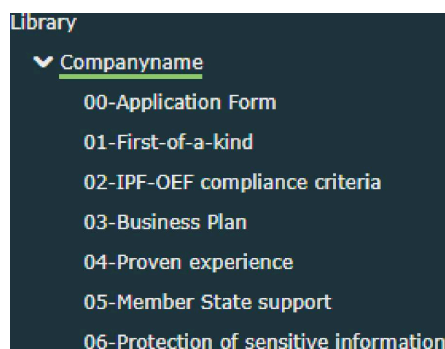 Library
Companyname
00-Application Form
01-First-of-a-kind
02-IPF-OEF compliance criteria
03-Business Plan
04-Proven experience
05-Member State support
06-Protection of sensitive information